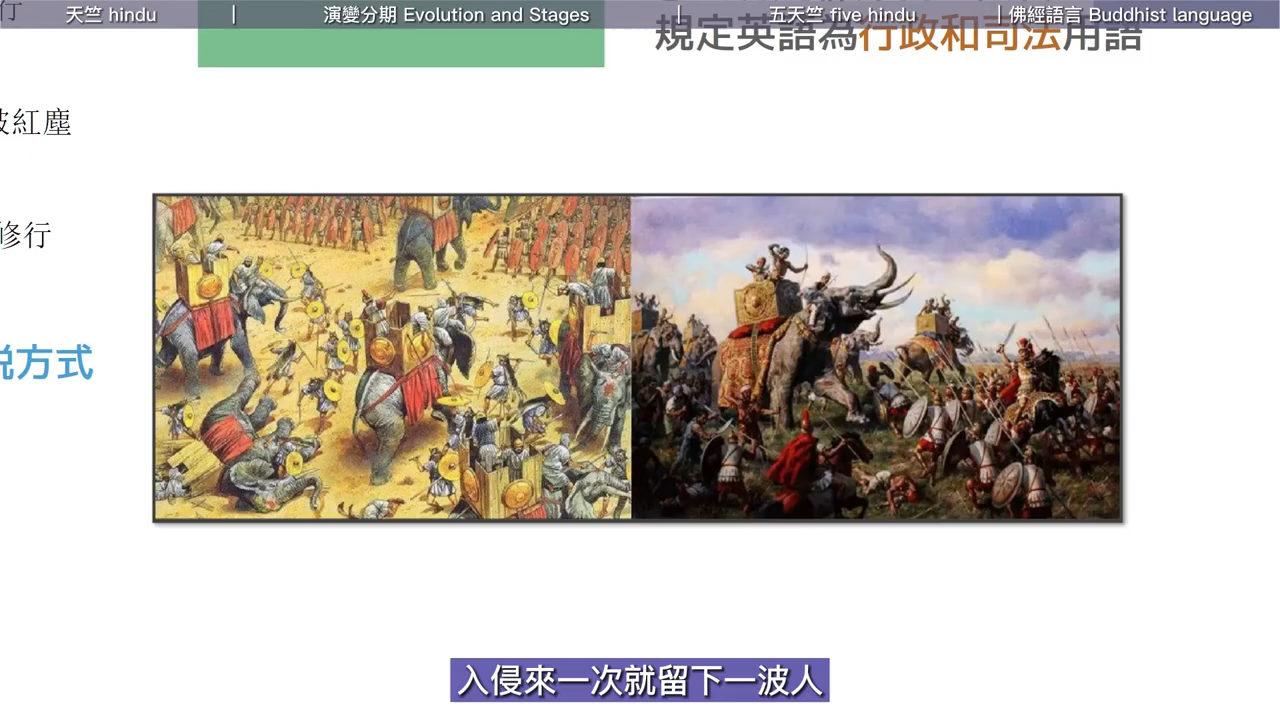 天竺 hindu | 演變分期 Evolution and Stages | 五天竺 five hindu | 佛經語言 Buddhist language
行
規定英語為行政和司法用語
紅塵
修行
方式
入侵來一次就留下一波人